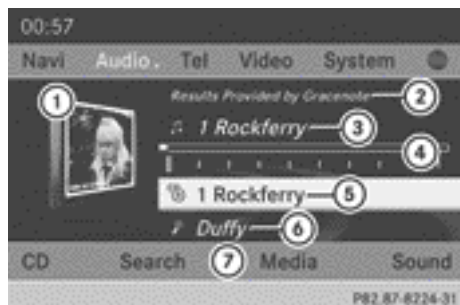 00:57
Navi Audio Tel Video System
Results Provided by Gracenote 2
1
1 Rockferry 3
4
1 Rockferry 5
Duffy 6
CD Search 7 Media Sound
P82.87-8224-31